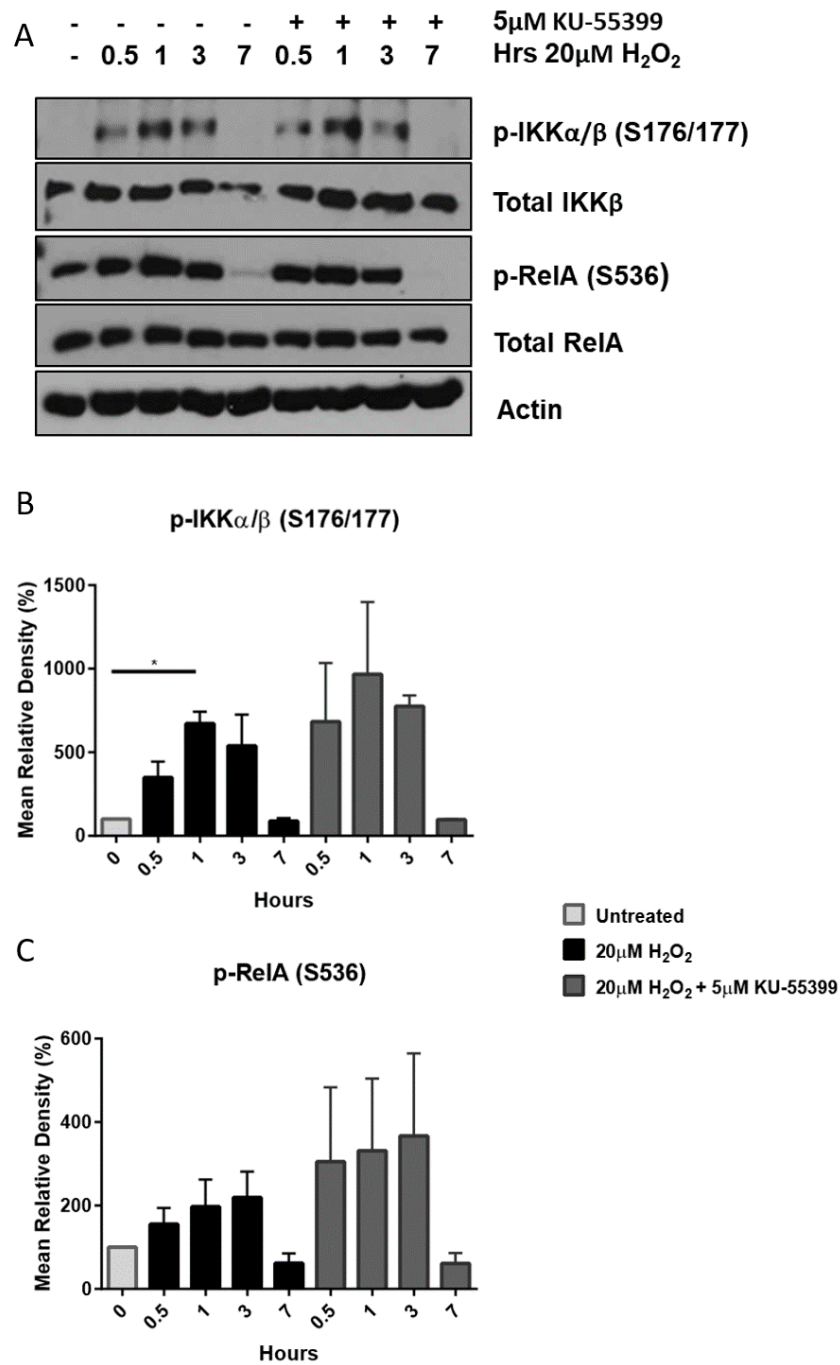 A
- - - - - + + + + 5µM KU-55399
- 0.5 1 3 7 0.5 1 3 7 Hrs 20µM H₂O₂
p-IKKα/β (S176/177)
Total IKKβ
p-RelA (S536)
Total RelA
Actin
B
p-IKKα/β (S176/177)
Mean Relative Density (%)
1500
1000
500
0
*
0 0.5 1 3 7 0.5 1 3 7
Hours
Untreated
20µM H₂O₂
20µM H₂O₂ + 5µM KU-55399
C
p-RelA (S536)
Mean Relative Density (%)
600
400
200
0
0 0.5 1 3 7 0.5 1 3 7
Hours